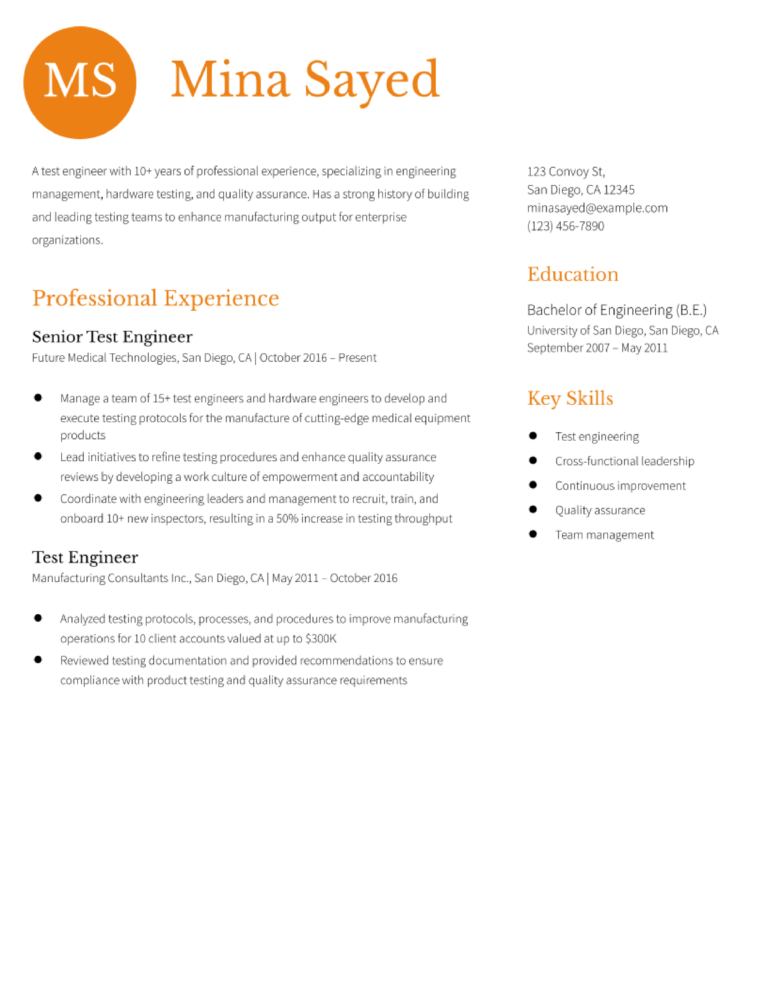 MS
Mina Sayed
A test engineer with 10+ years of professional experience, specializing in engineering
management, hardware testing, and quality assurance. Has a strong history of building
and leading testing teams to enhance manufacturing output for enterprise
organizations.
Professional Experience
Senior Test Engineer
Future Medical Technologies, San Diego, CA | October 2016 – Present
● Manage a team of 15+ test engineers and hardware engineers to develop and
execute testing protocols for the manufacture of cutting-edge medical equipment
products
● Lead initiatives to refine testing procedures and enhance quality assurance
reviews by developing a work culture of empowerment and accountability
● Coordinate with engineering leaders and management to recruit, train, and
onboard 10+ new inspectors, resulting in a 50% increase in testing throughput
Test Engineer
Manufacturing Consultants Inc., San Diego, CA | May 2011 – October 2016
● Analyzed testing protocols, processes, and procedures to improve manufacturing
operations for 10 client accounts valued at up to $300K
● Reviewed testing documentation and provided recommendations to ensure
compliance with product testing and quality assurance requirements
123 Convoy St,
San Diego, CA 12345
minasayed@example.com
(123) 456-7890
Education
Bachelor of Engineering (B.E.)
University of San Diego, San Diego, CA
September 2007 – May 2011
Key Skills
● Test engineering
● Cross-functional leadership
● Continuous improvement
● Quality assurance
● Team management